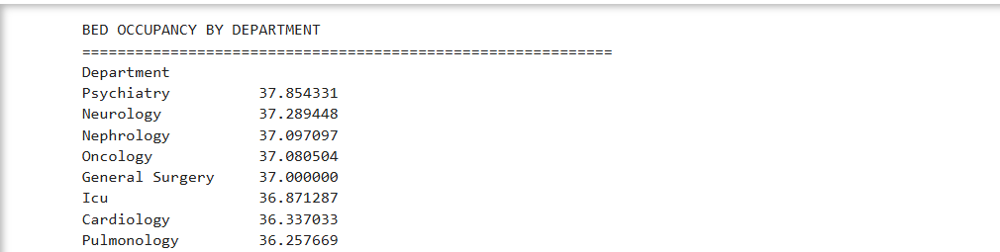 BED OCCUPANCY BY DEPARTMENT
============================================================
Department
Psychiatry          37.854331
Neurology           37.289448
Nephrology          37.097097
Oncology            37.080504
General Surgery     37.000000
Icu                 36.871287
Cardiology          36.337033
Pulmonology         36.257669